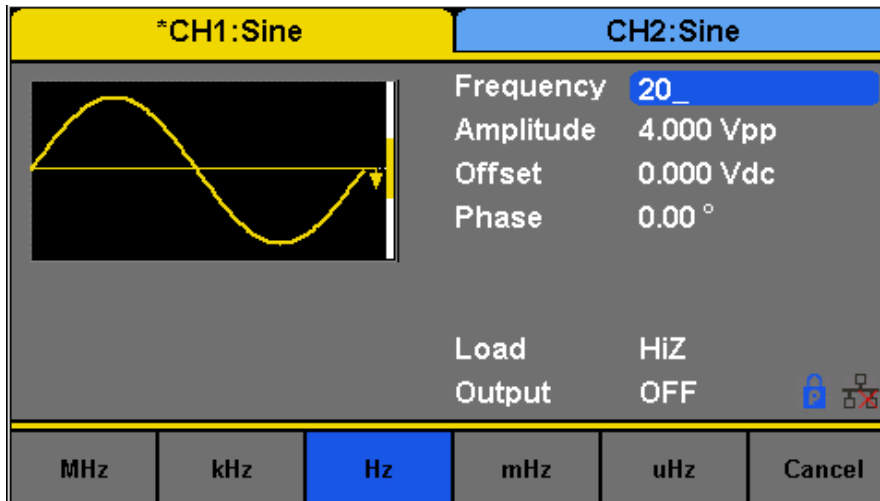 *CH1:Sine
CH2:Sine
Frequency 20_
Amplitude 4.000 Vpp
Offset 0.000 Vdc
Phase 0.00 °
Load HiZ
Output OFF
P
MHz kHz Hz mHz uHz Cancel